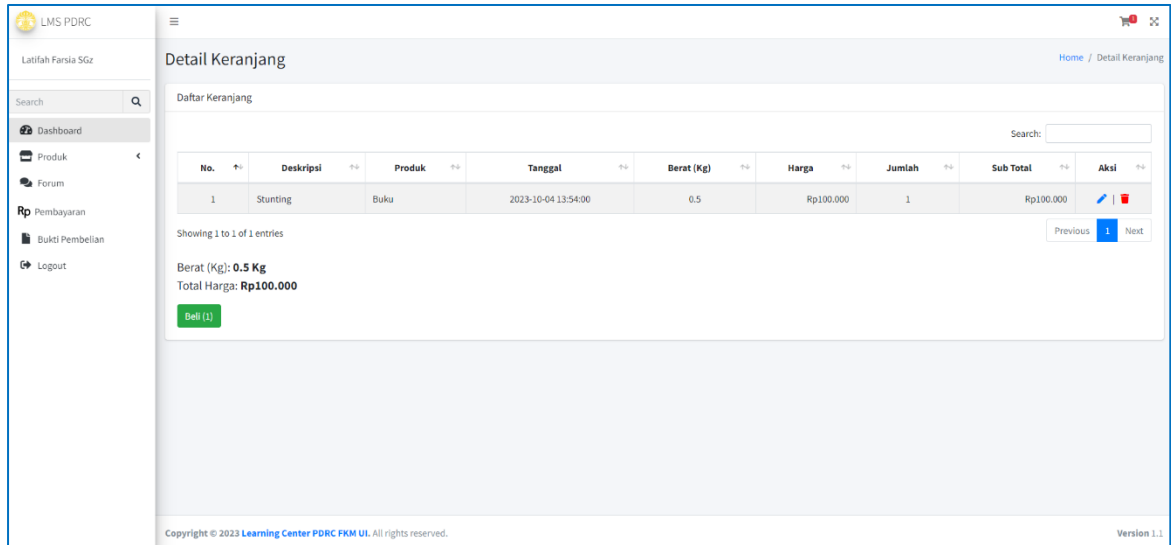 LMS PDRC
1
Latifah Farsia SGz
Detail Keranjang
Home / Detail Keranjang
Search
Daftar Keranjang
Dashboard
Search:
Produk
Forum
Rp Pembayaran
Bukti Pembelian
Logout
No. Deskripsi Produk Tanggal Berat (Kg) Harga Jumlah Sub Total Aksi
1 Stunting Buku 2023-10-04 13:54:00 0.5 Rp100.000 1 Rp100.000 |
Showing 1 to 1 of 1 entries
Previous 1 Next
Berat (Kg): 0.5 Kg
Total Harga: Rp100.000
Beli (1)
Copyright © 2023 Learning Center PDRC FKM UI. All rights reserved.
Version 1.1